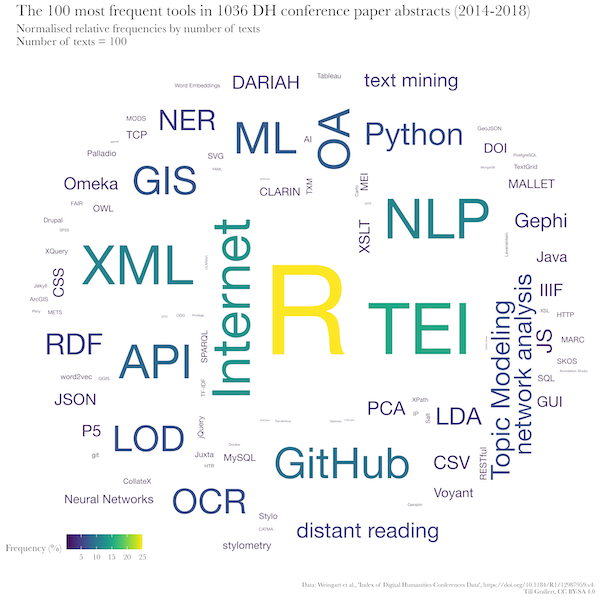 The 100 most frequent tools in 1036 DH conference paper abstracts (2014-2018)
Normalised relative frequencies by number of texts
Number of texts = 100
Word Embeddings
DARIAH
Tableau
text mining
MODS
TCP
NER
ML
AI
OA
Python
GeoJSON
DOI
PostgreSQL
TextGrid
Palladio
SVG
Omeka
GIS
CLARIN
TXM
MEI
MALLET
FAIR
OWL
Drupal
XSLT
NLP
Gephi
XQuery
XML
Internet
Java
Jekyll
CSS
ArcGIS
METS
R
TEI
IIIF
XSL
HTTP
JS
MARC
RDF
API
SPARQL
Topic Modeling
network analysis
SKOS
word2vec
QGIS
TF-IDF
SQL
JSON
PCA
XPath
IP
Salt
LDA
GUI
P5
LOD
jQuery
git
Juxta
HTR
MySQL
GitHub
CSV
RESTful
CollateX
Neural Networks
OCR
Voyant
Stylo
CATMA
distant reading
stylometry
Frequency (%)
5 10 15 20 25
Data: Weingart et al., "Index of Digital Humanities Conferences Data", https://doi.org/10.1184/R1/12987959.v4.
Till Grallert, CC BY-SA 4.0